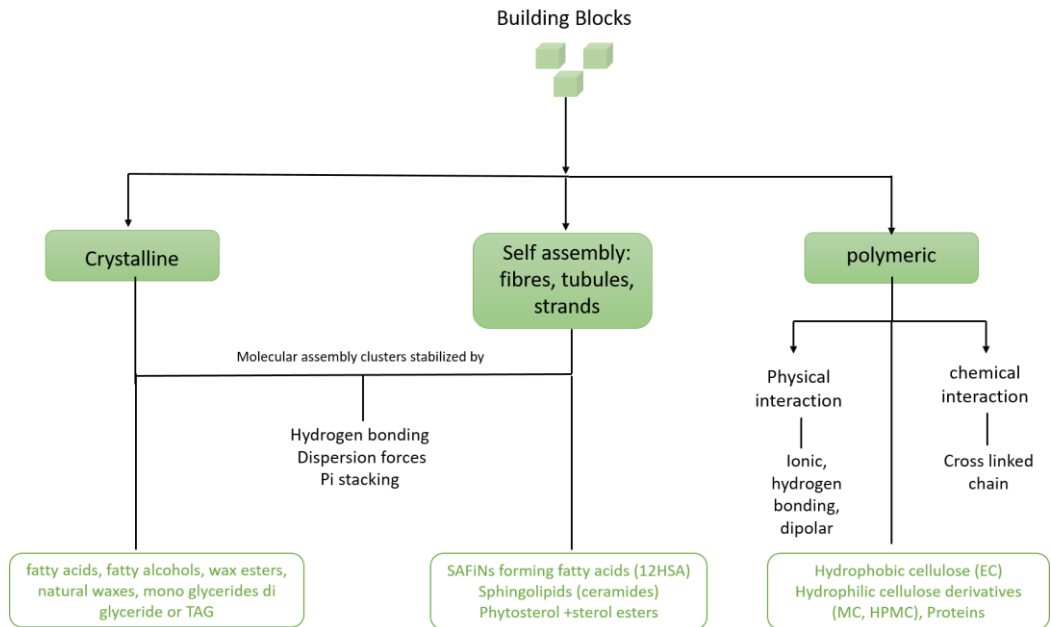 Building Blocks
Crystalline
Self assembly:
fibres, tubules,
strands
polymeric
Molecular assembly clusters stabilized by
Hydrogen bonding
Dispersion forces
Pi stacking
Physical
interaction
chemical
interaction
Ionic,
hydrogen
bonding,
dipolar
Cross linked
chain
fatty acids, fatty alcohols, wax esters,
natural waxes, mono glycerides di
glyceride or TAG
SAFiNs forming fatty acids (12HSA)
Sphingolipids (ceramides)
Phytosterol +sterol esters
Hydrophobic cellulose (EC)
Hydrophilic cellulose derivatives
(MC, HPMC), Proteins